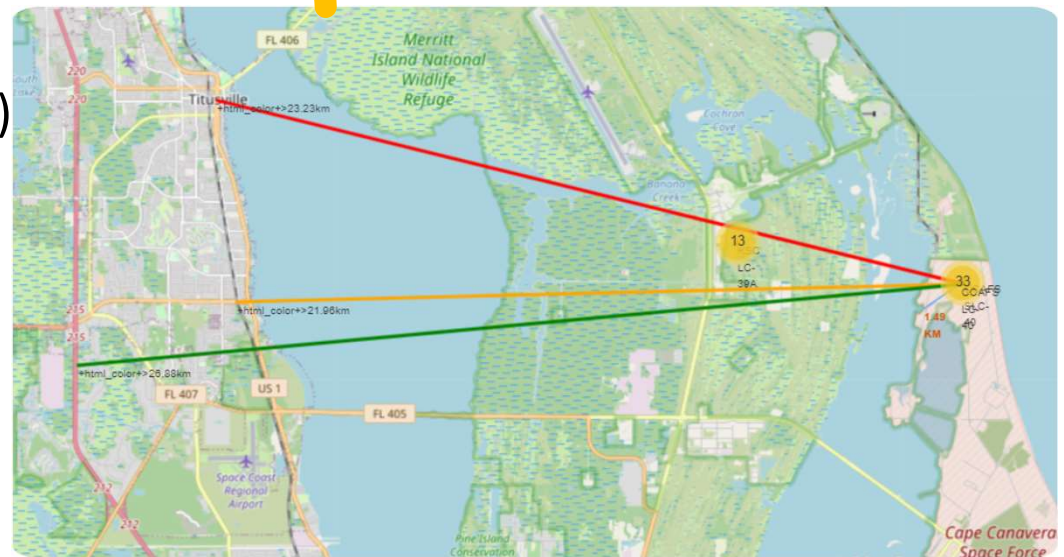 )
FL 406
Merritt
Island National
Wildlife
Refuge
220
220
Titusville
+html_color+>23.23km
Cochran
Cove
Banana
Creek
13
LC-
39A
33
CCAFS
1.49
KM
+html_color+>21.96km
215
215
+html_color+>26.88km
FL 407
US 1
FL 405
Space Coast
Regional
Airport
212
212
Pine Island
Conservation
Cape Canavera
Space Force